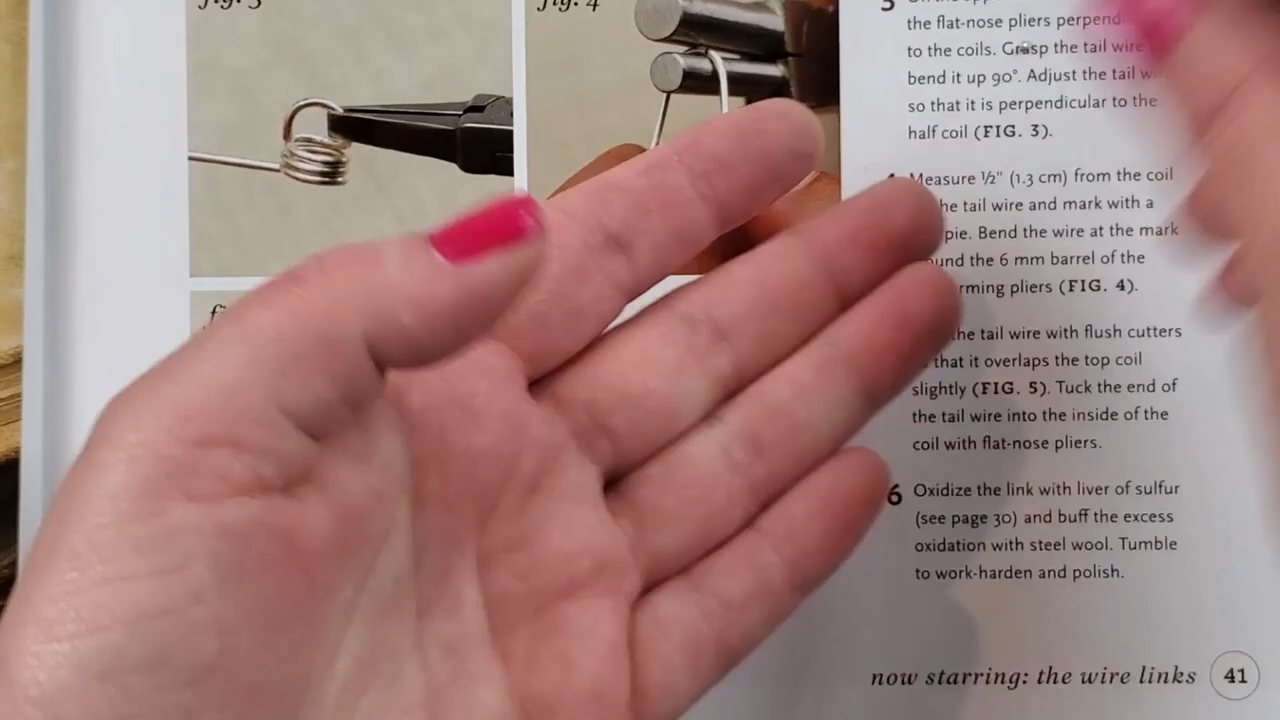 fig. 3
fig. 4
3
the flat-nose pliers
to the coils. Grasp the tail wire
bend it up 90°. Adjust the tail
so that it is perpendicular to the
half coil (FIG. 3).
Measure ½" (1.3 cm) from the coil
tail wire and mark with a
Bend the wire at the mark
the 6 mm barrel of the
pliers (FIG. 4).
the tail wire with flush cutters
that it overlaps the top coil
slightly (FIG. 5). Tuck the end of
the tail wire into the inside of the
coil with flat-nose pliers.
6 Oxidize the link with liver of sulfur
(see page 30) and buff the excess
oxidation with steel wool. Tumble
to work-harden and polish.
now starring: the wire links 41